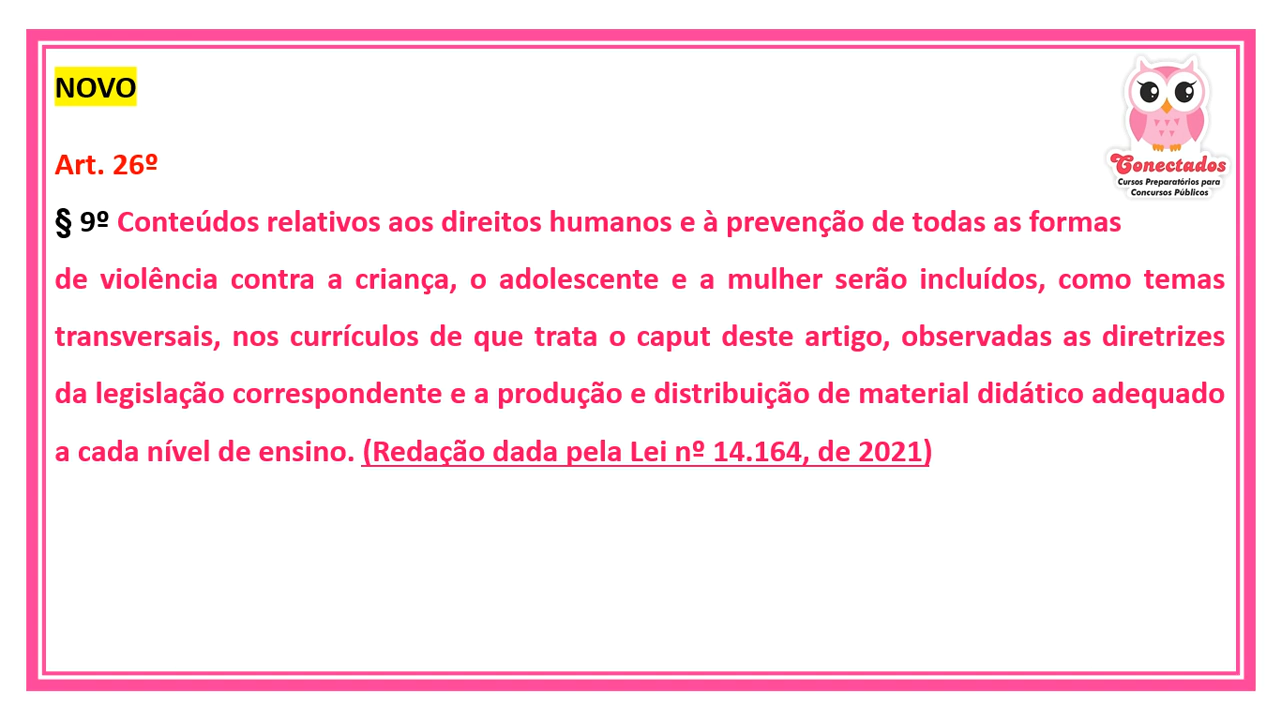 NOVO
Conectados
Cursos Preparatórios para
Concursos Públicos
Art. 26º
§ 9º Conteúdos relativos aos direitos humanos e à prevenção de todas as formas
de violência contra a criança, o adolescente e a mulher serão incluídos, como temas
transversais, nos currículos de que trata o caput deste artigo, observadas as diretrizes
da legislação correspondente e a produção e distribuição de material didático adequado
a cada nível de ensino. (Redação dada pela Lei nº 14.164, de 2021)